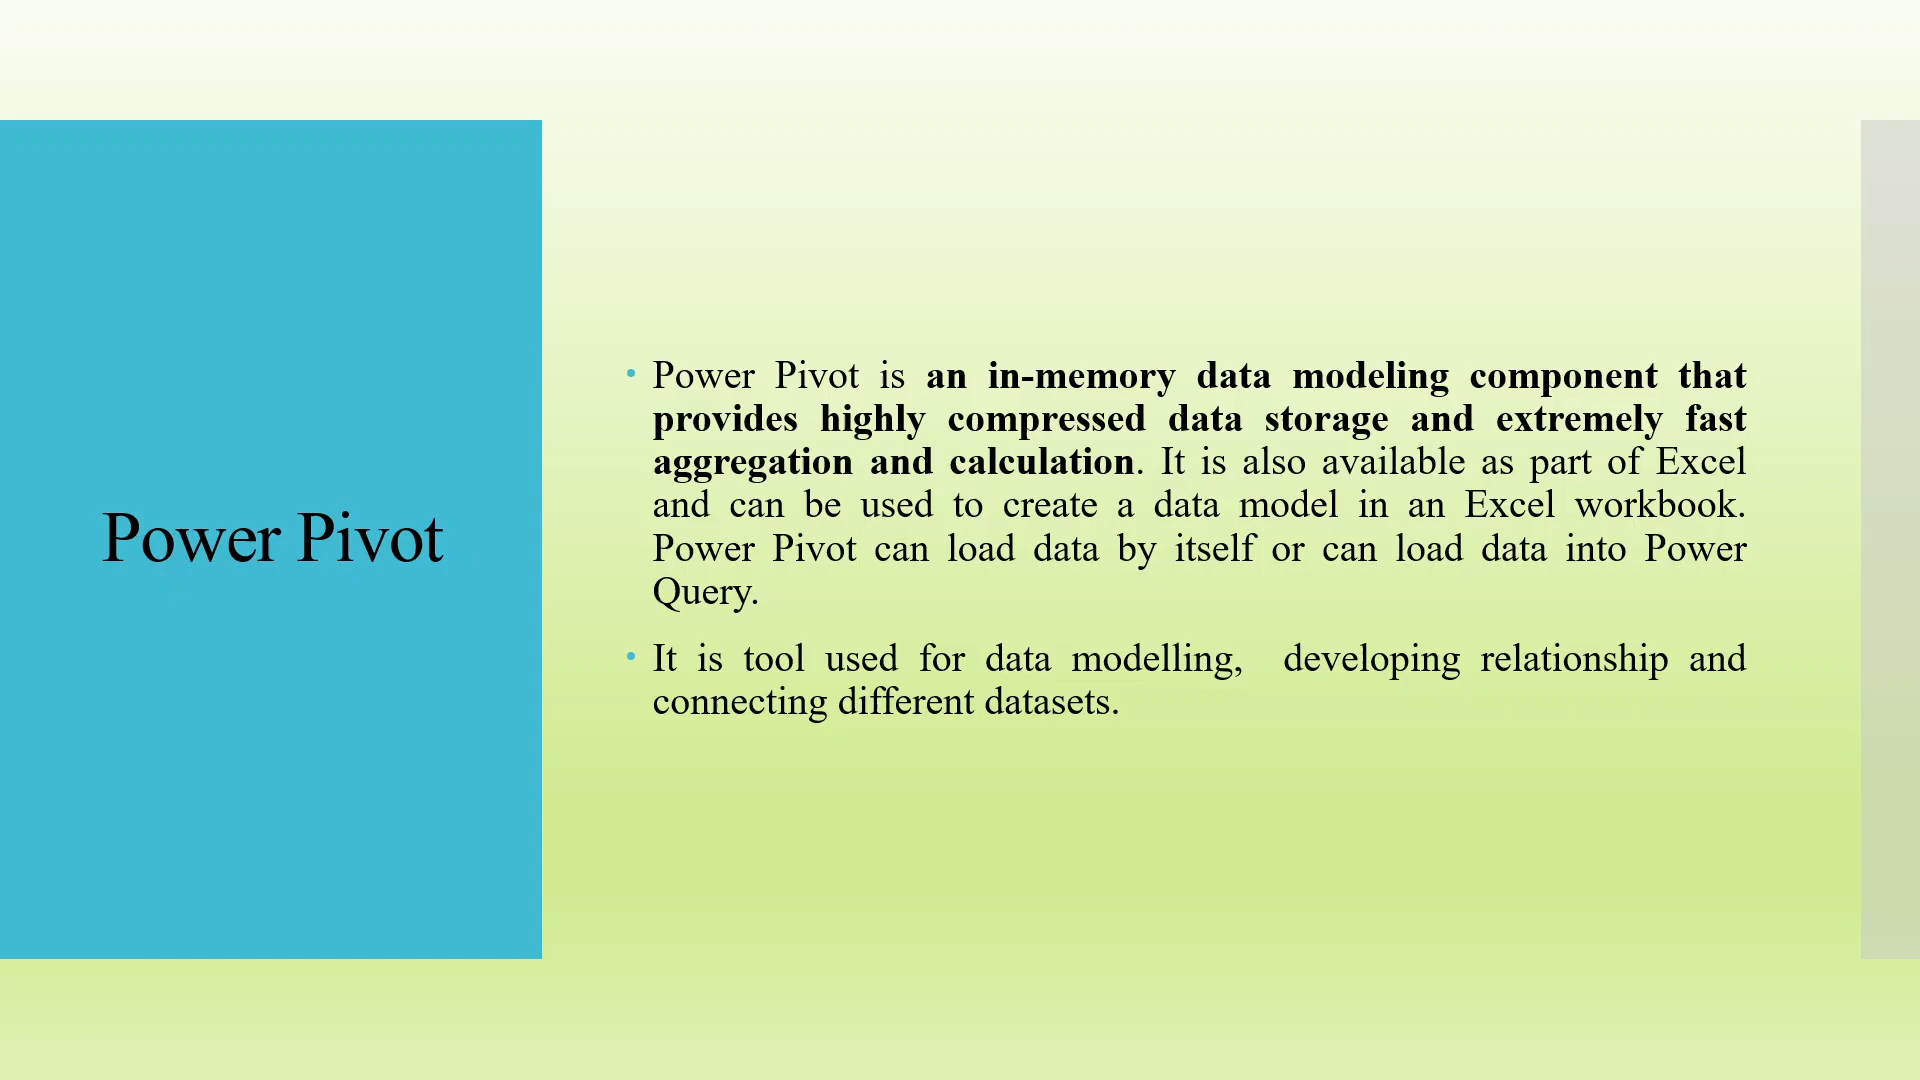 Power Pivot
• Power Pivot is an in-memory data modeling component that
provides highly compressed data storage and extremely fast
aggregation and calculation. It is also available as part of Excel
and can be used to create a data model in an Excel workbook.
Power Pivot can load data by itself or can load data into Power
Query.
• It is tool used for data modelling,  developing relationship and
connecting different datasets.